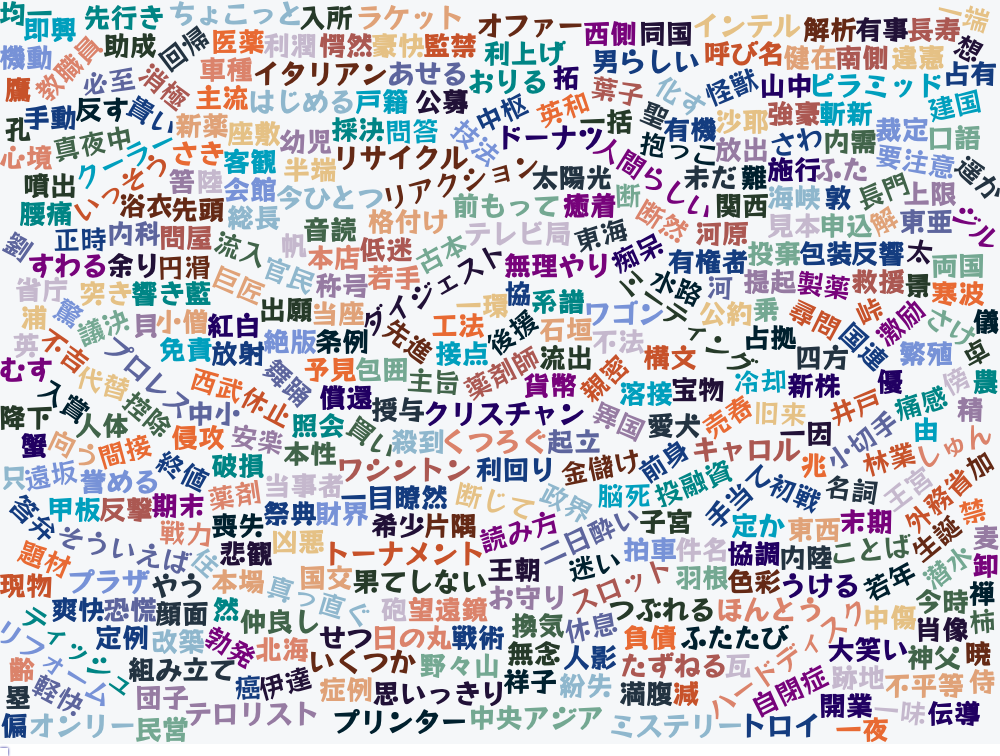 均一
即興
先行き
ちょこっと
入所
ラケット
オファー
西側
同国
インテル
解析
有事
長寿
一端
想
機動
教職員
助成
回帰
医薬
利潤
愕然
豪快
監禁
利上げ
男らしい
呼び名
健在
南側
違憲
占有
鷹
必至
消極
車種
イタリアン
あせる
おりる
拓
葉子
化す
怪獣
山中
ピラミッド
建国
孔
手動
反す
貴い
主流
はじめる
戸籍
公募
中枢
英和
聖
沙耶
強豪
斬新
裁定
口語
心境
真夜中
クーラー
新薬
さき
座敷
幼児
採決
問答
技法
ドーナツ
一括
抱っこ
有機
放出
さわ
内需
要注意
遥か
噴出
いっそう
筈
陸
客観
半端
リサイクル
リアクション
太陽光
人間らしい
未だ
難
施行
ふた
腰痛
浴衣
先頭
会館
今ひとつ
前もって
癒着
断
断然
関西
海峡
敦
長門
上限
ジル
劉
正時
内科
問屋
総長
音読
格付け
テレビ局
東海
河原
見本
申込
解
東亜
すわる
余り
円滑
流入
帆
本店
低迷
古本
無理やり
痴呆
有権者
投棄
包装
反響
太
両国
省庁
突き
響き
藍
巨匠
官民
称号
若手
ダイジェスト
協
系譜
水路
河
提起
製薬
救援
景
寒波
浦
驚
議決
貝
小僧
紅白
出願
当座
一環
ワゴン
ミーティング
公約
乗
尋問
峠
激励
さけ
儀
英
不吉
プロレス
免責
放射
絶版
条例
先進
工法
後援
石垣
不法
占拠
国連
卓
むす
代替
西武
休止
舞踊
予見
包囲
接点
薬剤師
流出
親密
構文
四方
繁殖
入賞
控除
中小
償還
主旨
貨幣
溶接
宝物
冷却
新株
優
傍
農
降下
人体
授与
クリスチャン
異国
愛犬
売春
旧来
井戸
痛感
精
蟹
向う
間接
侵攻
安楽
照会
買い
殺到
くつろぐ
起立
一因
小切手
由
只
遠坂
誉める
終値
破損
本性
ワシントン
利回り
金儲け
前身
キャロル
兆
林業
しゅん
甲板
反撃
期末
薬剤
当事者
一目瞭然
断じて
政界
脳死
投融資
手当て
初戦
名詞
王宮
外務省
加
答弁
戦力
喪失
祭典
財界
希少
片隅
読み方
二日酔い
子宮
定か
東西
末期
生誕
禁
題材
そういえば
住
悲観
凶悪
トーナメント
王朝
迷い
拍車
件名
協調
内陸
ことば
麦
現物
プラザ
やう
本場
真っ直ぐ
国交
果てしない
お守り
スロット
羽根
色彩
うける
若年
潜水
卸
ティッシュ
爽快
恐慌
顔面
然
仲良し
砲
望遠鏡
換気
つぶれる
ほんとう
ハードディスク
中傷
今時
禅
リフォーム
定例
改築
勃発
北海
せつ
日の丸
戦術
休息
負債
ふたたび
肖像
柿
齢
組み立て
いくつか
野々山
無念
人影
たずねる
瓦
大笑い
神父
暁
塁
軽快
団子
癌
伊達
症例
思いっきり
祥子
紛失
満腹
減
自閉症
跡地
不平等
侍
偏
オンリー
民営
テロリスト
プリンター
中央アジア
ミステリー
トロイ
開業
一夜
一味
伝導